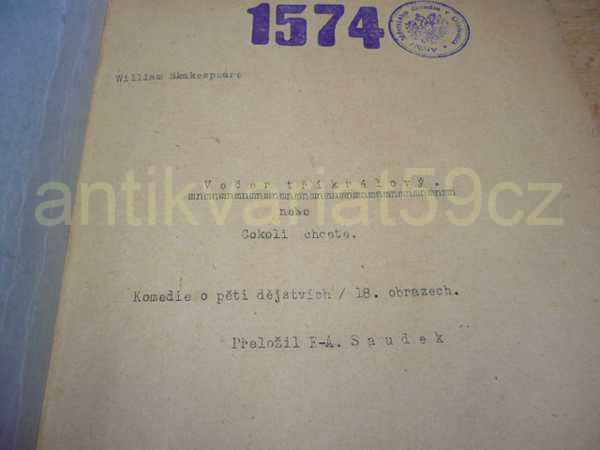 1574
William Shakespeare
Večer tříkrálový.
nebo
Cokoli chcete.
antikvariat59cz
Komedie o pěti dějstvích / 18. obrazech.
Přeložil E-A. Saudek